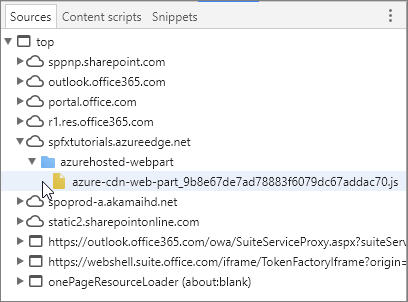 Sources Content scripts Snippets
top
sppnp.sharepoint.com
outlook.office365.com
portal.office.com
r1.res.office365.com
spfxtutorials.azureedge.net
azurehosted-webpart
azure-cdn-web-part_9b8e67de7ad78883f6079dc67addac70.js
spoprod-a.akamaihd.net
static2.sharepointonline.com
https://outlook.office365.com/owa/SuiteServiceProxy.aspx?suiteServ
https://webshell.suite.office.com/iframe/TokenFactoryIframe?origin=
onePageResourceLoader (about:blank)